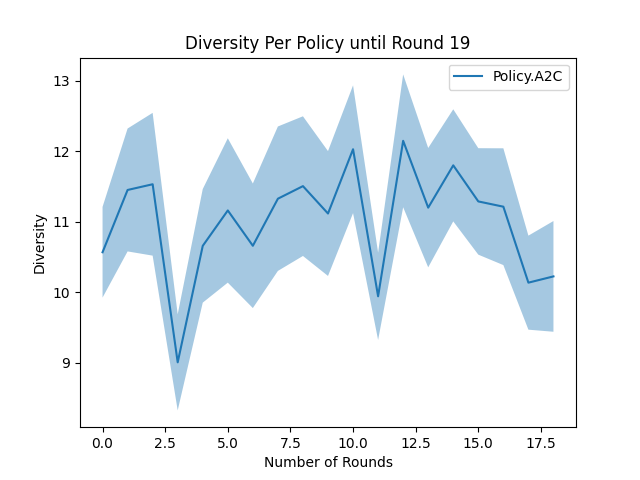 Diversity Per Policy until Round 19
Policy.A2C
13
12
11
10
9
Diversity
0.0 2.5 5.0 7.5 10.0 12.5 15.0 17.5
Number of Rounds